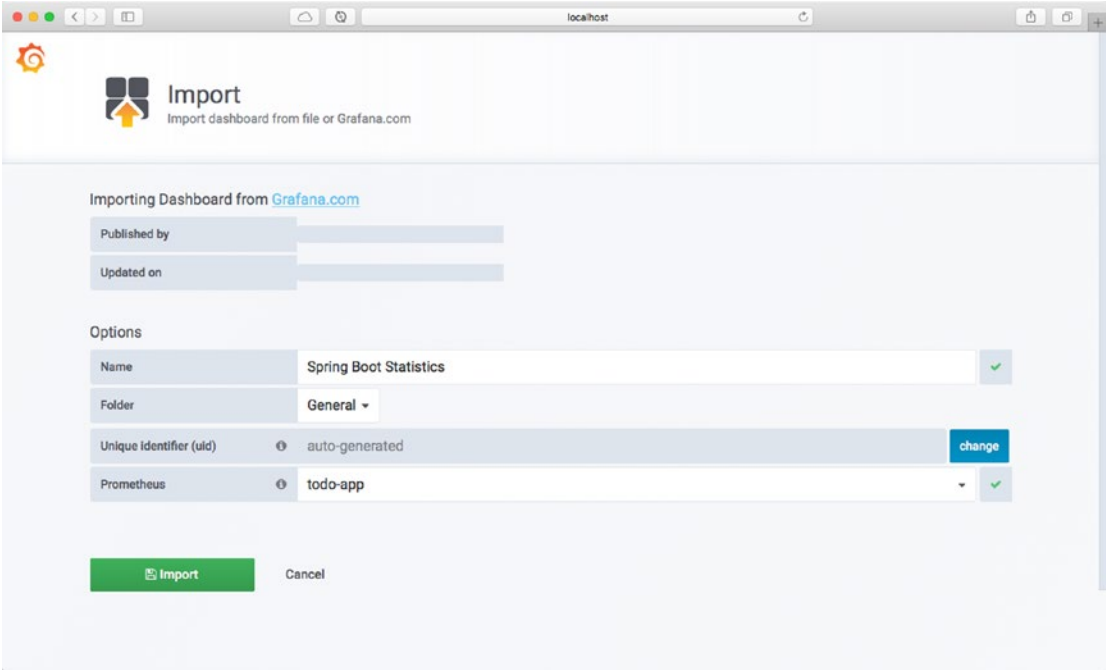 localhost
Import
Import dashboard from file or Grafana.com
Importing Dashboard from Grafana.com
Published by
Updated on
Options
Name Spring Boot Statistics
Folder General
Unique identifier (uid) auto-generated change
Prometheus todo-app
Import Cancel